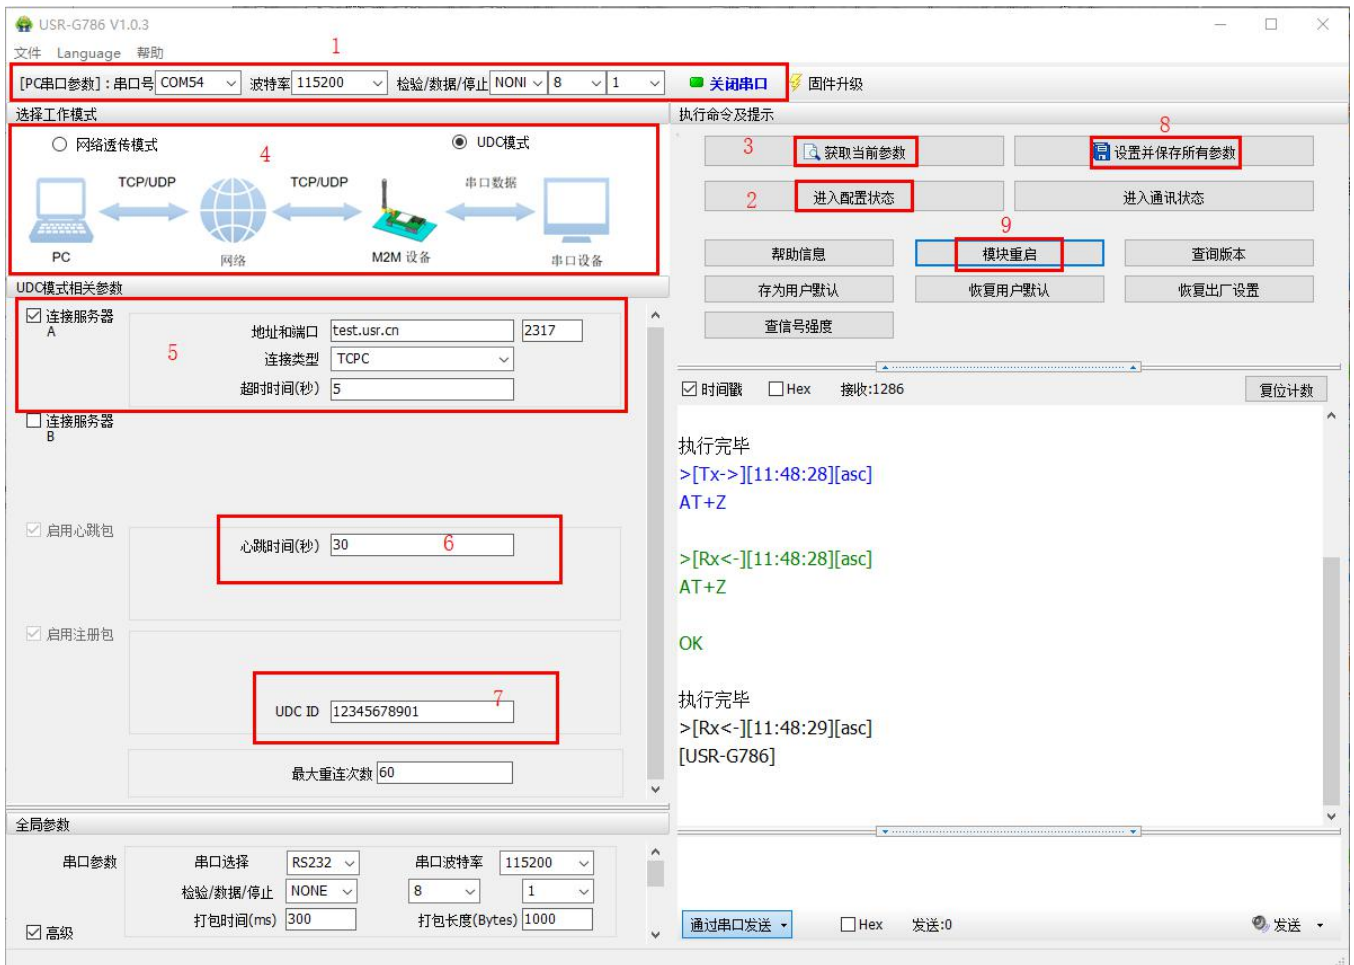 USR-G786 V1.0.3
文件 Language 帮助
1
[PC串口参数]:串口号 COM54 波特率 115200 检验/数据/停止 NONI 8 1 关闭串口 固件升级
选择工作模式
网络透传模式 UDC模式
4
TCP/UDP TCP/UDP 串口数据
PC 网络 M2M 设备 串口设备
UDC模式相关参数
连接服务器
A
5
地址和端口 test.usr.cn 2317
连接类型 TCPC
超时时间(秒) 5
连接服务器
B
启用心跳包
心跳时间(秒) 30 6
启用注册包
7
UDC ID 12345678901
最大重连次数 60
全局参数
串口参数 串口选择 RS232 串口波特率 115200
检验/数据/停止 NONE 8 1
打包时间(ms) 300 打包长度(Bytes) 1000
高级
执行命令及提示
3 获取当前参数 8 设置并保存所有参数
2 进入配置状态 进入通讯状态
9
帮助信息 模块重启 查询版本
存为用户默认 恢复用户默认 恢复出厂设置
查信号强度
时间戳 Hex 接收:1286 复位计数
执行完毕
>[Tx->][11:48:28][asc]
AT+Z
>[Rx<-][11:48:28][asc]
AT+Z
OK
执行完毕
>[Rx<-][11:48:29][asc]
[USR-G786]
通过串口发送 Hex 发送:0 发送